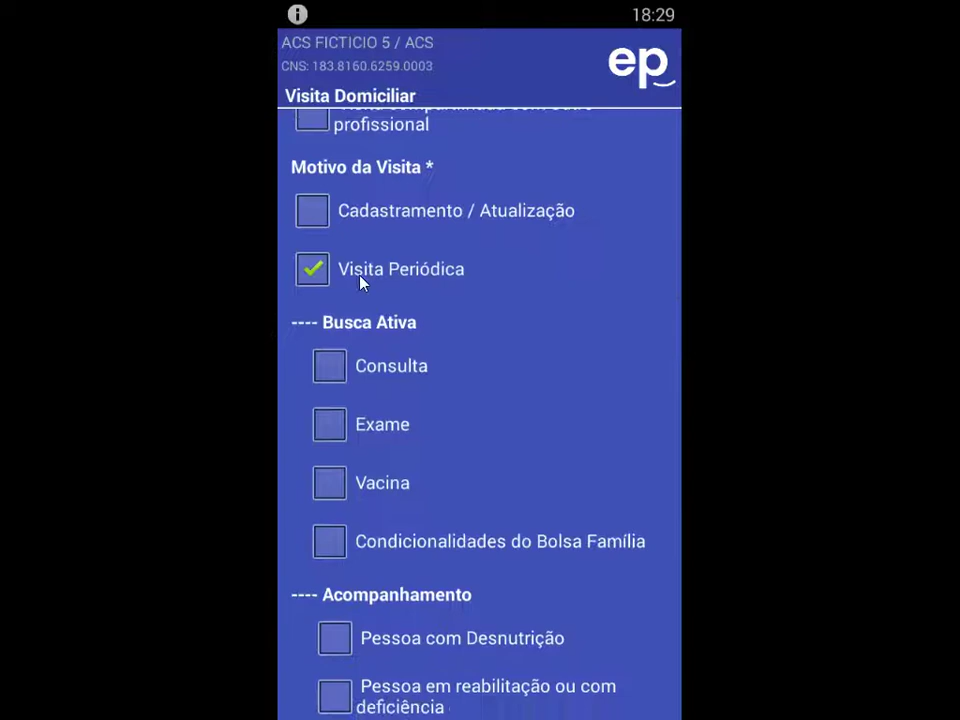 18:29
ACS FICTICIO 5 / ACS
CNS: 183.8160.6259.0003
ep
Visita Domiciliar
profissional
Motivo da Visita *
Cadastramento / Atualização
Visita Periódica
---- Busca Ativa
Consulta
Exame
Vacina
Condicionalidades do Bolsa Família
---- Acompanhamento
Pessoa com Desnutrição
Pessoa em reabilitação ou com
deficiência